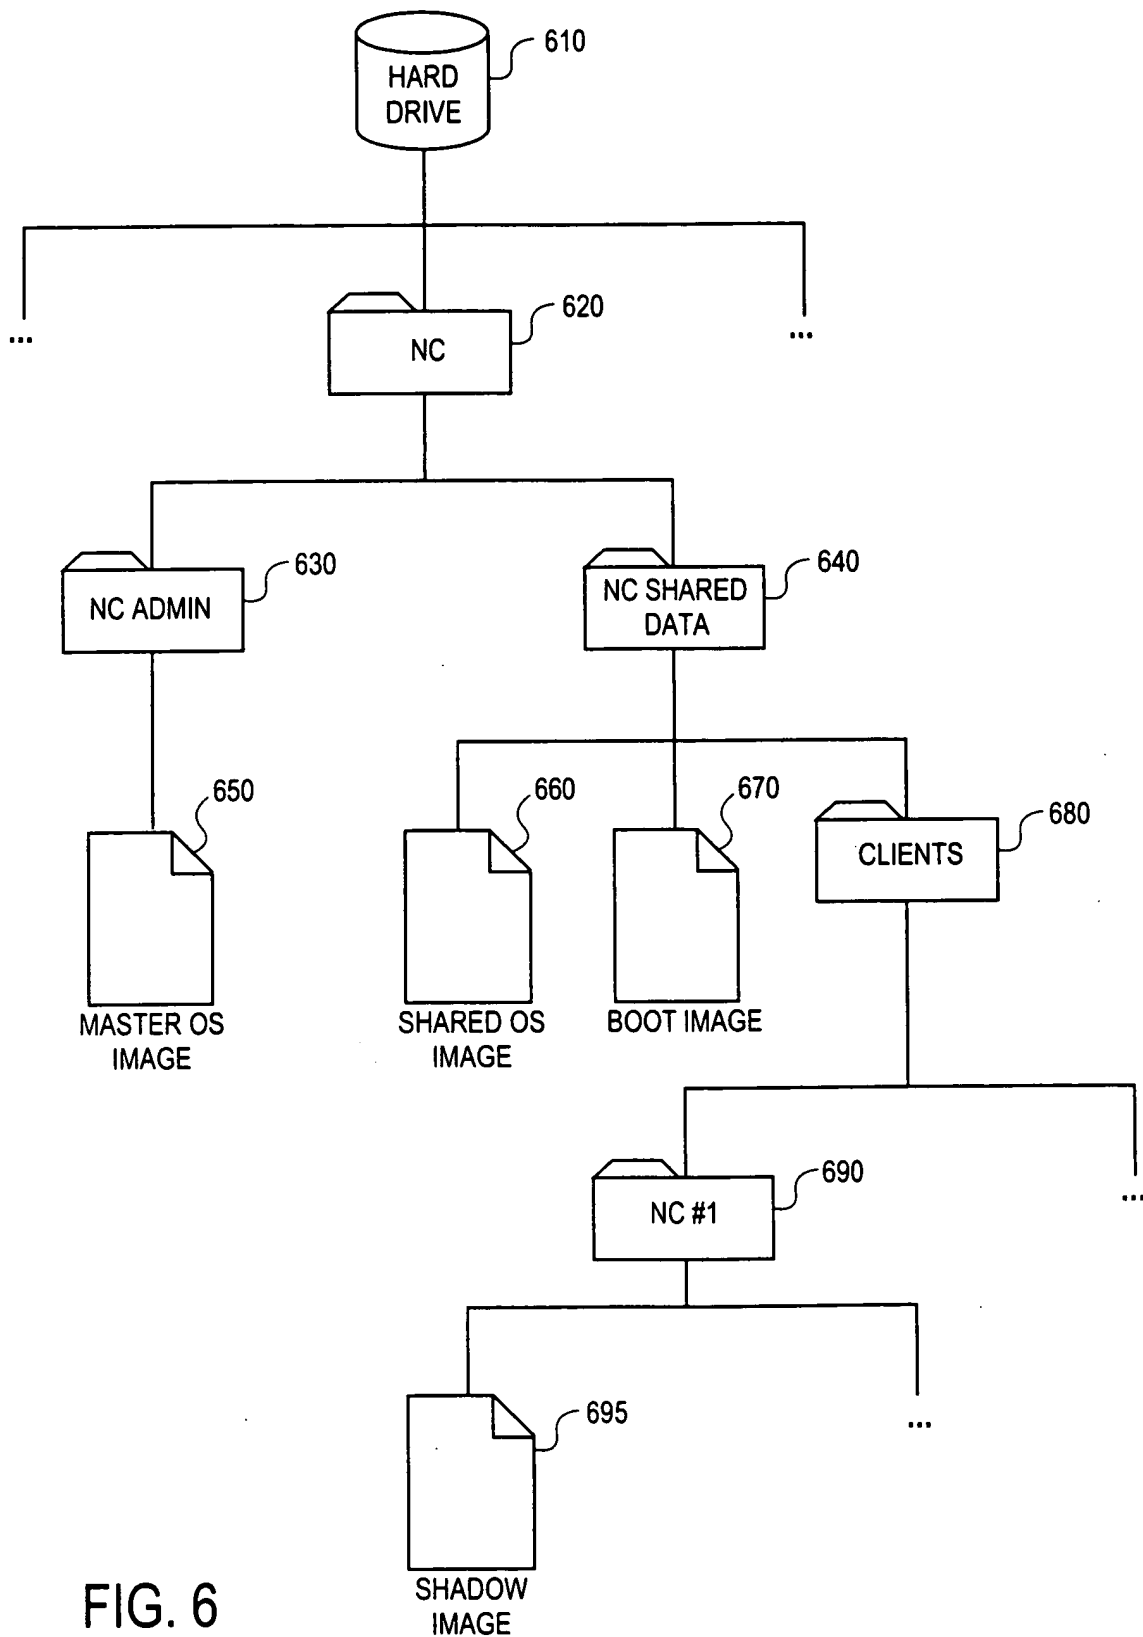 610
HARD
DRIVE
620
...
...
NC
630
640
NC ADMIN
NC SHARED
DATA
650
660
670
680
CLIENTS
MASTER OS
IMAGE
SHARED OS
IMAGE
BOOT IMAGE
690
...
NC #1
695
...
SHADOW
IMAGE
FIG. 6